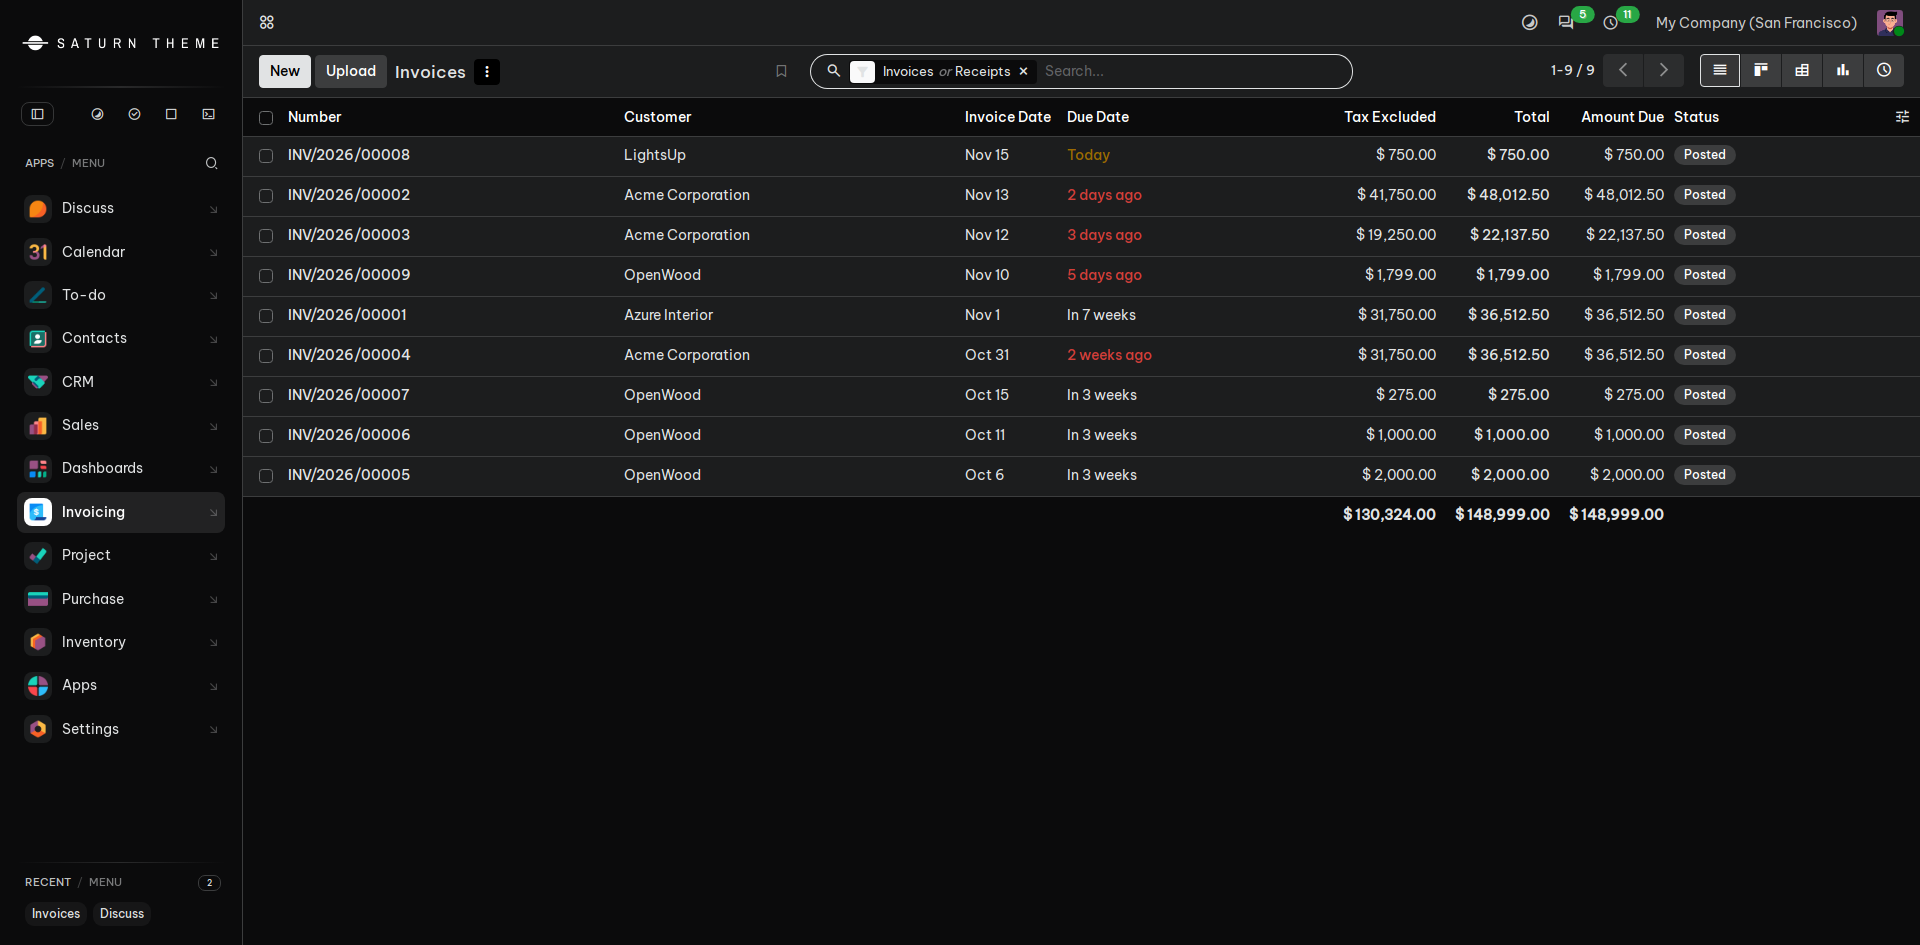 SATURN THEME
5
11
My Company (San Francisco)
New
Upload
Invoices
Invoices or Receipts
Search...
1-9 / 9
APPS / MENU
Discuss
31
Calendar
To-do
Contacts
CRM
Sales
Dashboards
$
Invoicing
Project
Purchase
Inventory
Apps
Settings
RECENT / MENU
2
Invoices
Discuss
Number Customer Invoice Date Due Date Tax Excluded Total Amount Due Status
INV/2026/00008 LightsUp Nov 15 Today $ 750.00 $ 750.00 $ 750.00 Posted
INV/2026/00002 Acme Corporation Nov 13 2 days ago $ 41,750.00 $ 48,012.50 $ 48,012.50 Posted
INV/2026/00003 Acme Corporation Nov 12 3 days ago $ 19,250.00 $ 22,137.50 $ 22,137.50 Posted
INV/2026/00009 OpenWood Nov 10 5 days ago $ 1,799.00 $ 1,799.00 $ 1,799.00 Posted
INV/2026/00001 Azure Interior Nov 1 In 7 weeks $ 31,750.00 $ 36,512.50 $ 36,512.50 Posted
INV/2026/00004 Acme Corporation Oct 31 2 weeks ago $ 31,750.00 $ 36,512.50 $ 36,512.50 Posted
INV/2026/00007 OpenWood Oct 15 In 3 weeks $ 275.00 $ 275.00 $ 275.00 Posted
INV/2026/00006 OpenWood Oct 11 In 3 weeks $ 1,000.00 $ 1,000.00 $ 1,000.00 Posted
INV/2026/00005 OpenWood Oct 6 In 3 weeks $ 2,000.00 $ 2,000.00 $ 2,000.00 Posted
$ 130,324.00 $ 148,999.00 $ 148,999.00